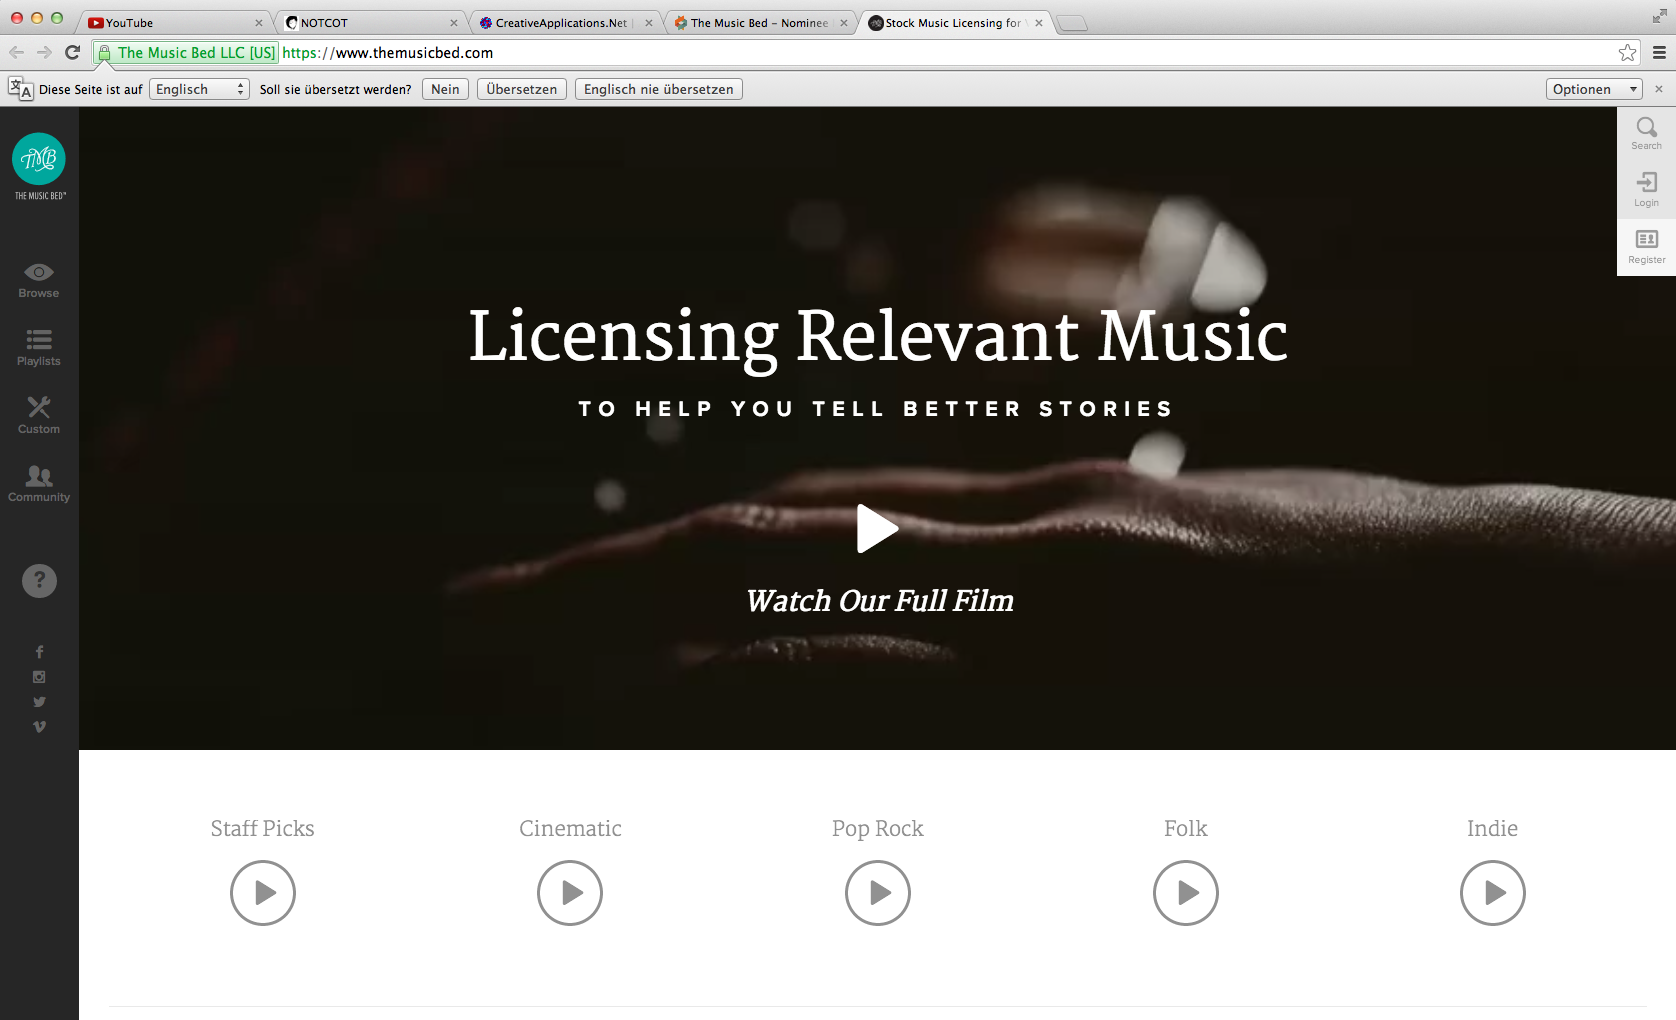 YouTube
NOTCOT
CreativeApplications.Net |
The Music Bed – Nominee
Stock Music Licensing for
The Music Bed LLC [US] https://www.themusicbed.com
Diese Seite ist auf Englisch Soll sie übersetzt werden? Nein Übersetzen Englisch nie übersetzen Optionen
TMB
THE MUSIC BED™
Browse
Playlists
Custom
Community
?
Search
Login
Register
Licensing Relevant Music
TO HELP YOU TELL BETTER STORIES
Watch Our Full Film
Staff Picks
Cinematic
Pop Rock
Folk
Indie